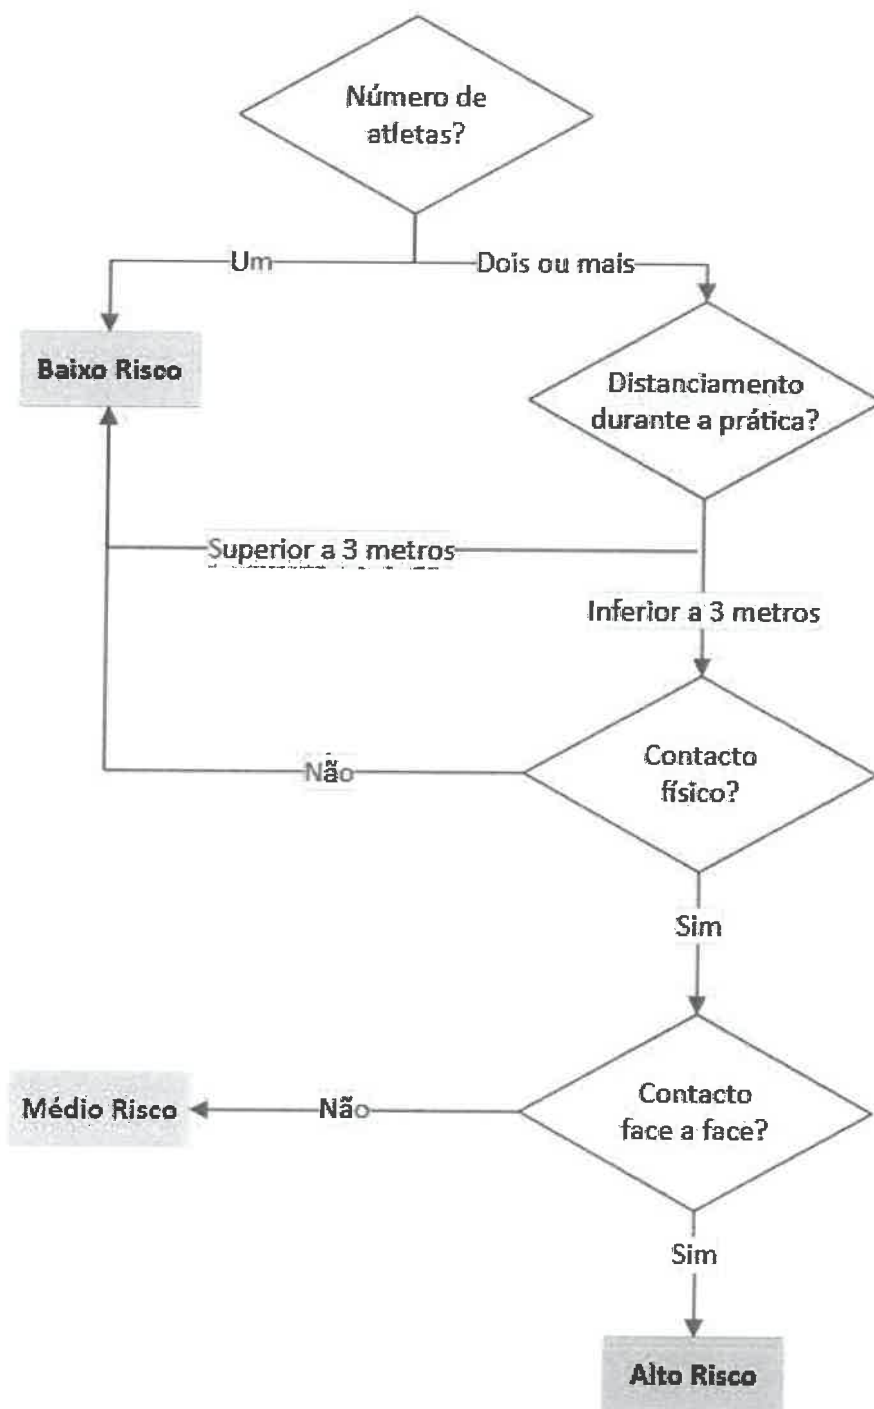 Número de
atletas?
Um
Dois ou mais
Baixo Risco
Distanciamento
durante a prática?
Superior a 3 metros
Inferior a 3 metros
Não
Contacto
físico?
Sim
Médio Risco
Não
Contacto
face a face?
Sim
Alto Risco